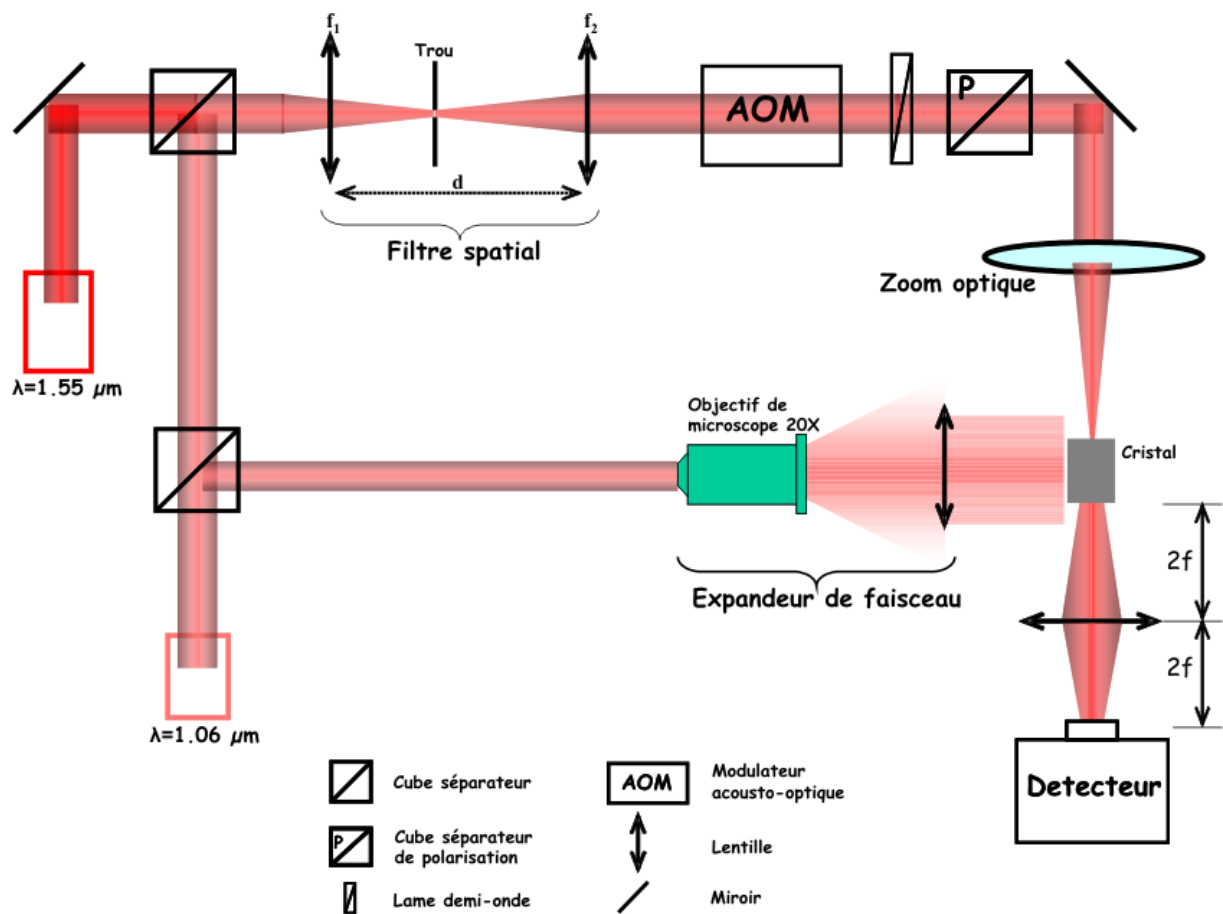 f₁
f₂
Trou
AOM
P
d
Filtre spatial
Zoom optique
λ=1.55 µm
Objectif de
microscope 20X
Cristal
2f
Expandeur de faisceau
2f
λ=1.06 µm
Detecteur
Cube séparateur
AOM
Modulateur
acousto-optique
P
Cube séparateur
de polarisation
Lentille
Lame demi-onde
Miroir